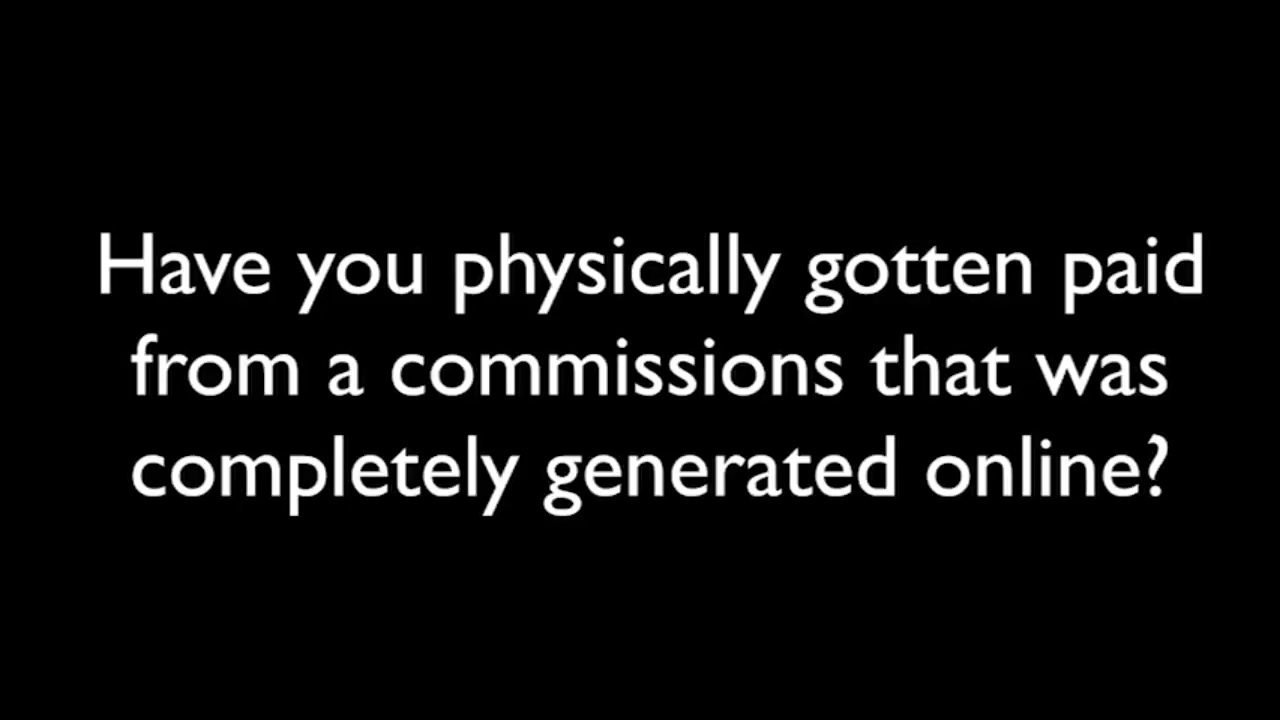 Have you physically gotten paid
from a commissions that was
completely generated online?